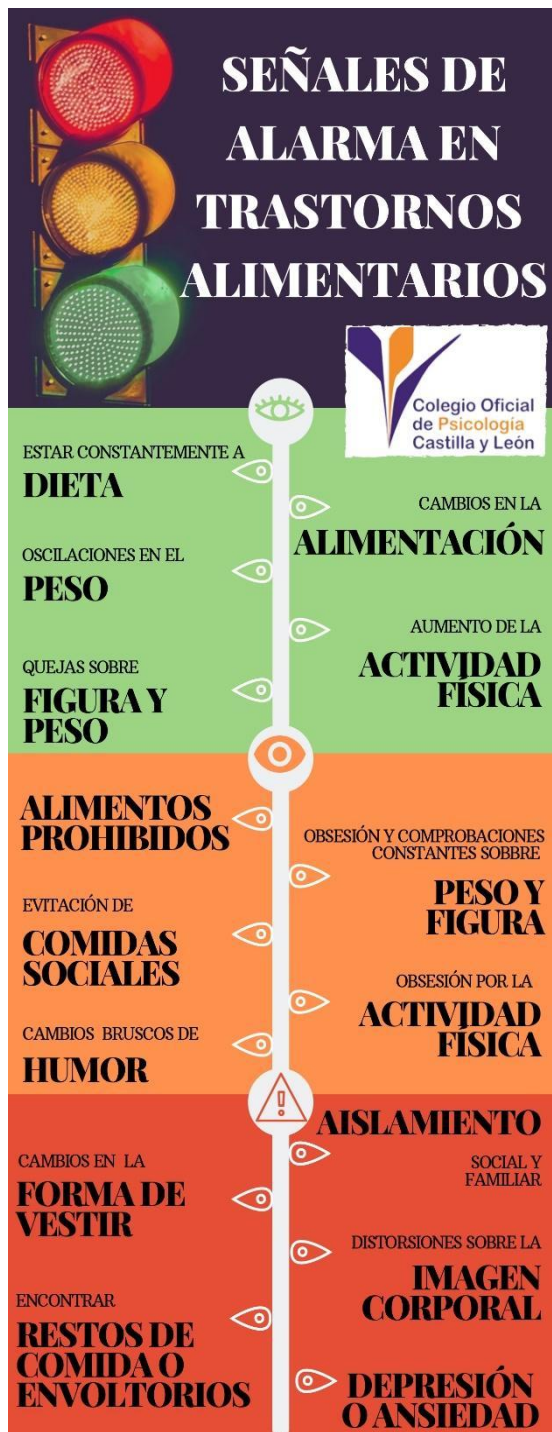 SEÑALES DE
ALARMA EN
TRASTORNOS
ALIMENTARIOS
Colegio Oficial
de Psicología
Castilla y León
ESTAR CONSTANTEMENTE A
DIETA
CAMBIOS EN LA
ALIMENTACIÓN
OSCILACIONES EN EL
PESO
AUMENTO DE LA
ACTIVIDAD
FÍSICA
QUEJAS SOBRE
FIGURA Y
PESO
ALIMENTOS
PROHIBIDOS
OBSESIÓN Y COMPROBACIONES
CONSTANTES SOBBRE
PESO Y
FIGURA
EVITACIÓN DE
COMIDAS
SOCIALES
OBSESIÓN POR LA
ACTIVIDAD
FÍSICA
CAMBIOS BRUSCOS DE
HUMOR
AISLAMIENTO
SOCIAL Y
FAMILIAR
CAMBIOS EN LA
FORMA DE
VESTIR
DISTORSIONES SOBRE LA
IMAGEN
CORPORAL
ENCONTRAR
RESTOS DE
COMIDA O
ENVOLTORIOS
DEPRESIÓN
O ANSIEDAD